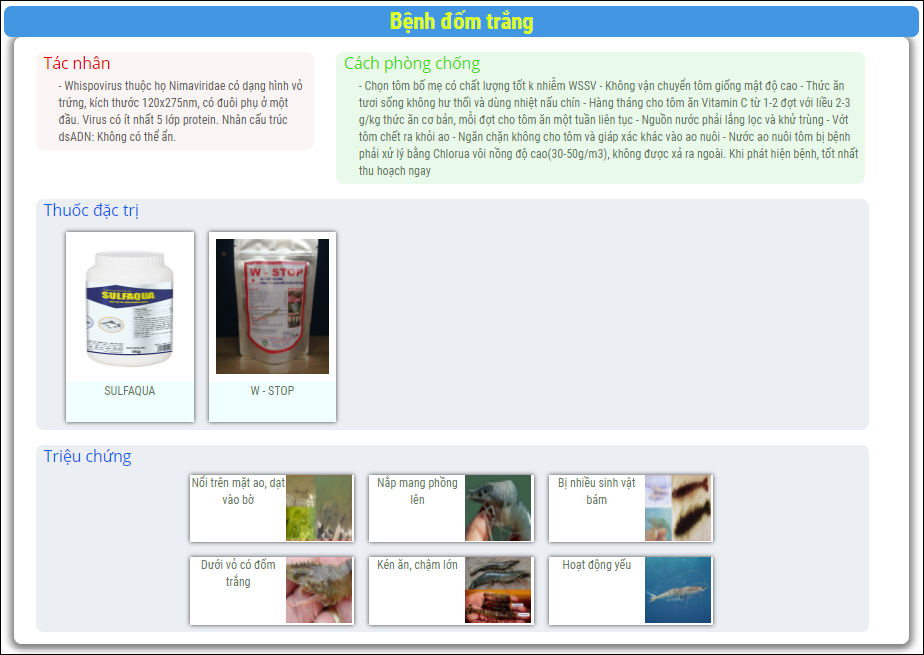 Bệnh đốm trắng
Tác nhân
- Whispovirus thuộc họ Nimaviridae có dạng hình vỏ
trứng, kích thước 120x275nm, có đuôi phụ ở một
đầu. Virus có ít nhất 5 lớp protein. Nhân cấu trúc
dsADN: Không có thể ẩn.
Cách phòng chống
- Chọn tôm bố mẹ có chất lượng tốt k nhiễm WSSV - Không vận chuyển tôm giống mật độ cao - Thức ăn
tươi sống không hư thối và dùng nhiệt nấu chín - Hàng tháng cho tôm ăn Vitamin C từ 1-2 đợt với liều 2-3
g/kg thức ăn cơ bản, mỗi đợt cho tôm ăn một tuần liên tục - Nguồn nước phải lắng lọc và khử trùng - Vớt
tôm chết ra khỏi ao - Ngăn chặn không cho tôm và giáp xác khác vào ao nuôi - Nước ao nuôi tôm bị bệnh
phải xử lý bằng Chlorua vôi nồng độ cao(30-50g/m3), không được xả ra ngoài. Khi phát hiện bệnh, tốt nhất
thu hoạch ngay
Thuốc đặc trị
SULFAQUA
W - STOP
SULFAQUA
W - STOP
Triệu chứng
Nổi trên mặt ao, dạt
vào bờ
Nắp mang phồng
lên
Bị nhiều sinh vật
bám
Dưới vỏ có đốm
trắng
Kén ăn, chậm lớn
Hoạt động yếu